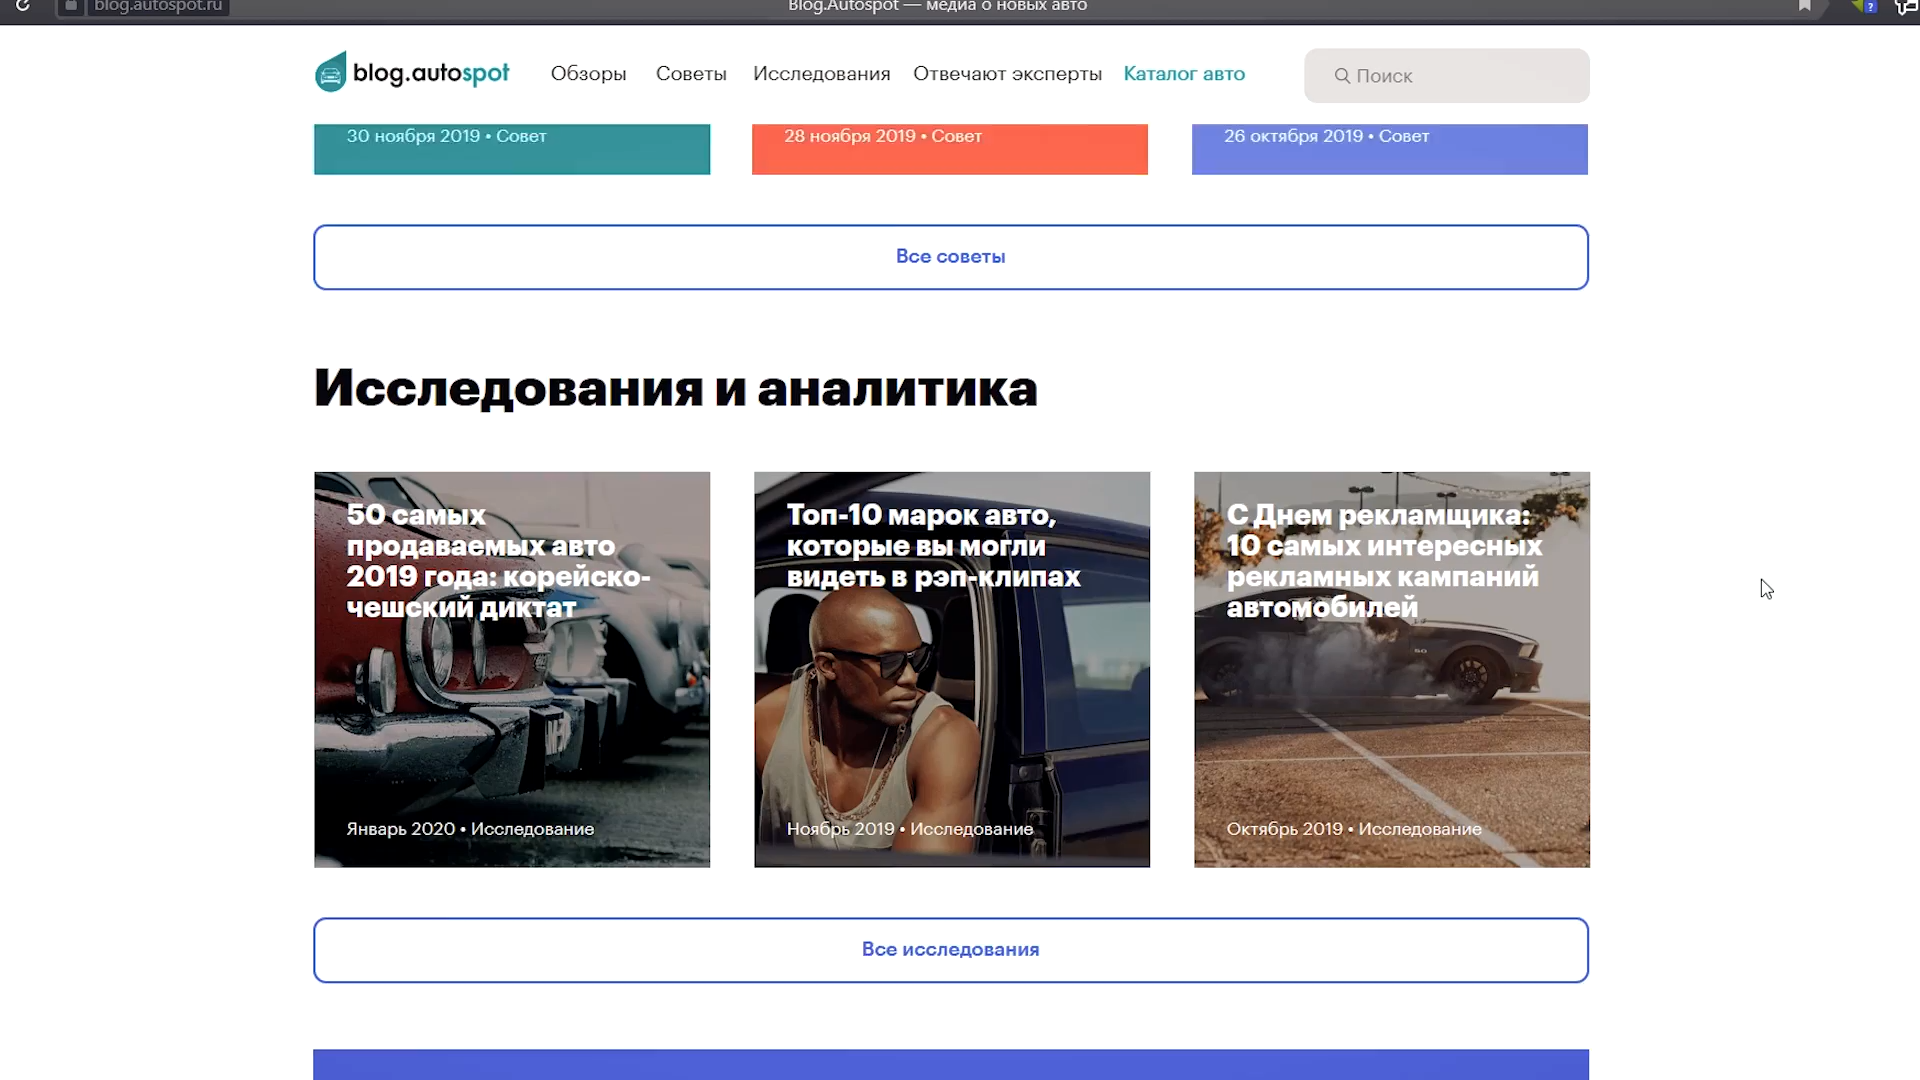 blog.autospot.ru
Blog.Autospot — медиа о новых авто
blog.autospot
Обзоры
Советы
Исследования
Отвечают эксперты
Каталог авто
Поиск
30 ноября 2019 • Совет
28 ноября 2019 • Совет
26 октября 2019 • Совет
Все советы
Исследования и аналитика
50 самых
продаваемых авто
2019 года: корейско-
чешский диктат
Январь 2020 • Исследование
Топ-10 марок авто,
которые вы могли
видеть в рэп-клипах
Ноябрь 2019 • Исследование
С Днем рекламщика:
10 самых интересных
рекламных кампаний
автомобилей
5.0
Октябрь 2019 • Исследование
Все исследования